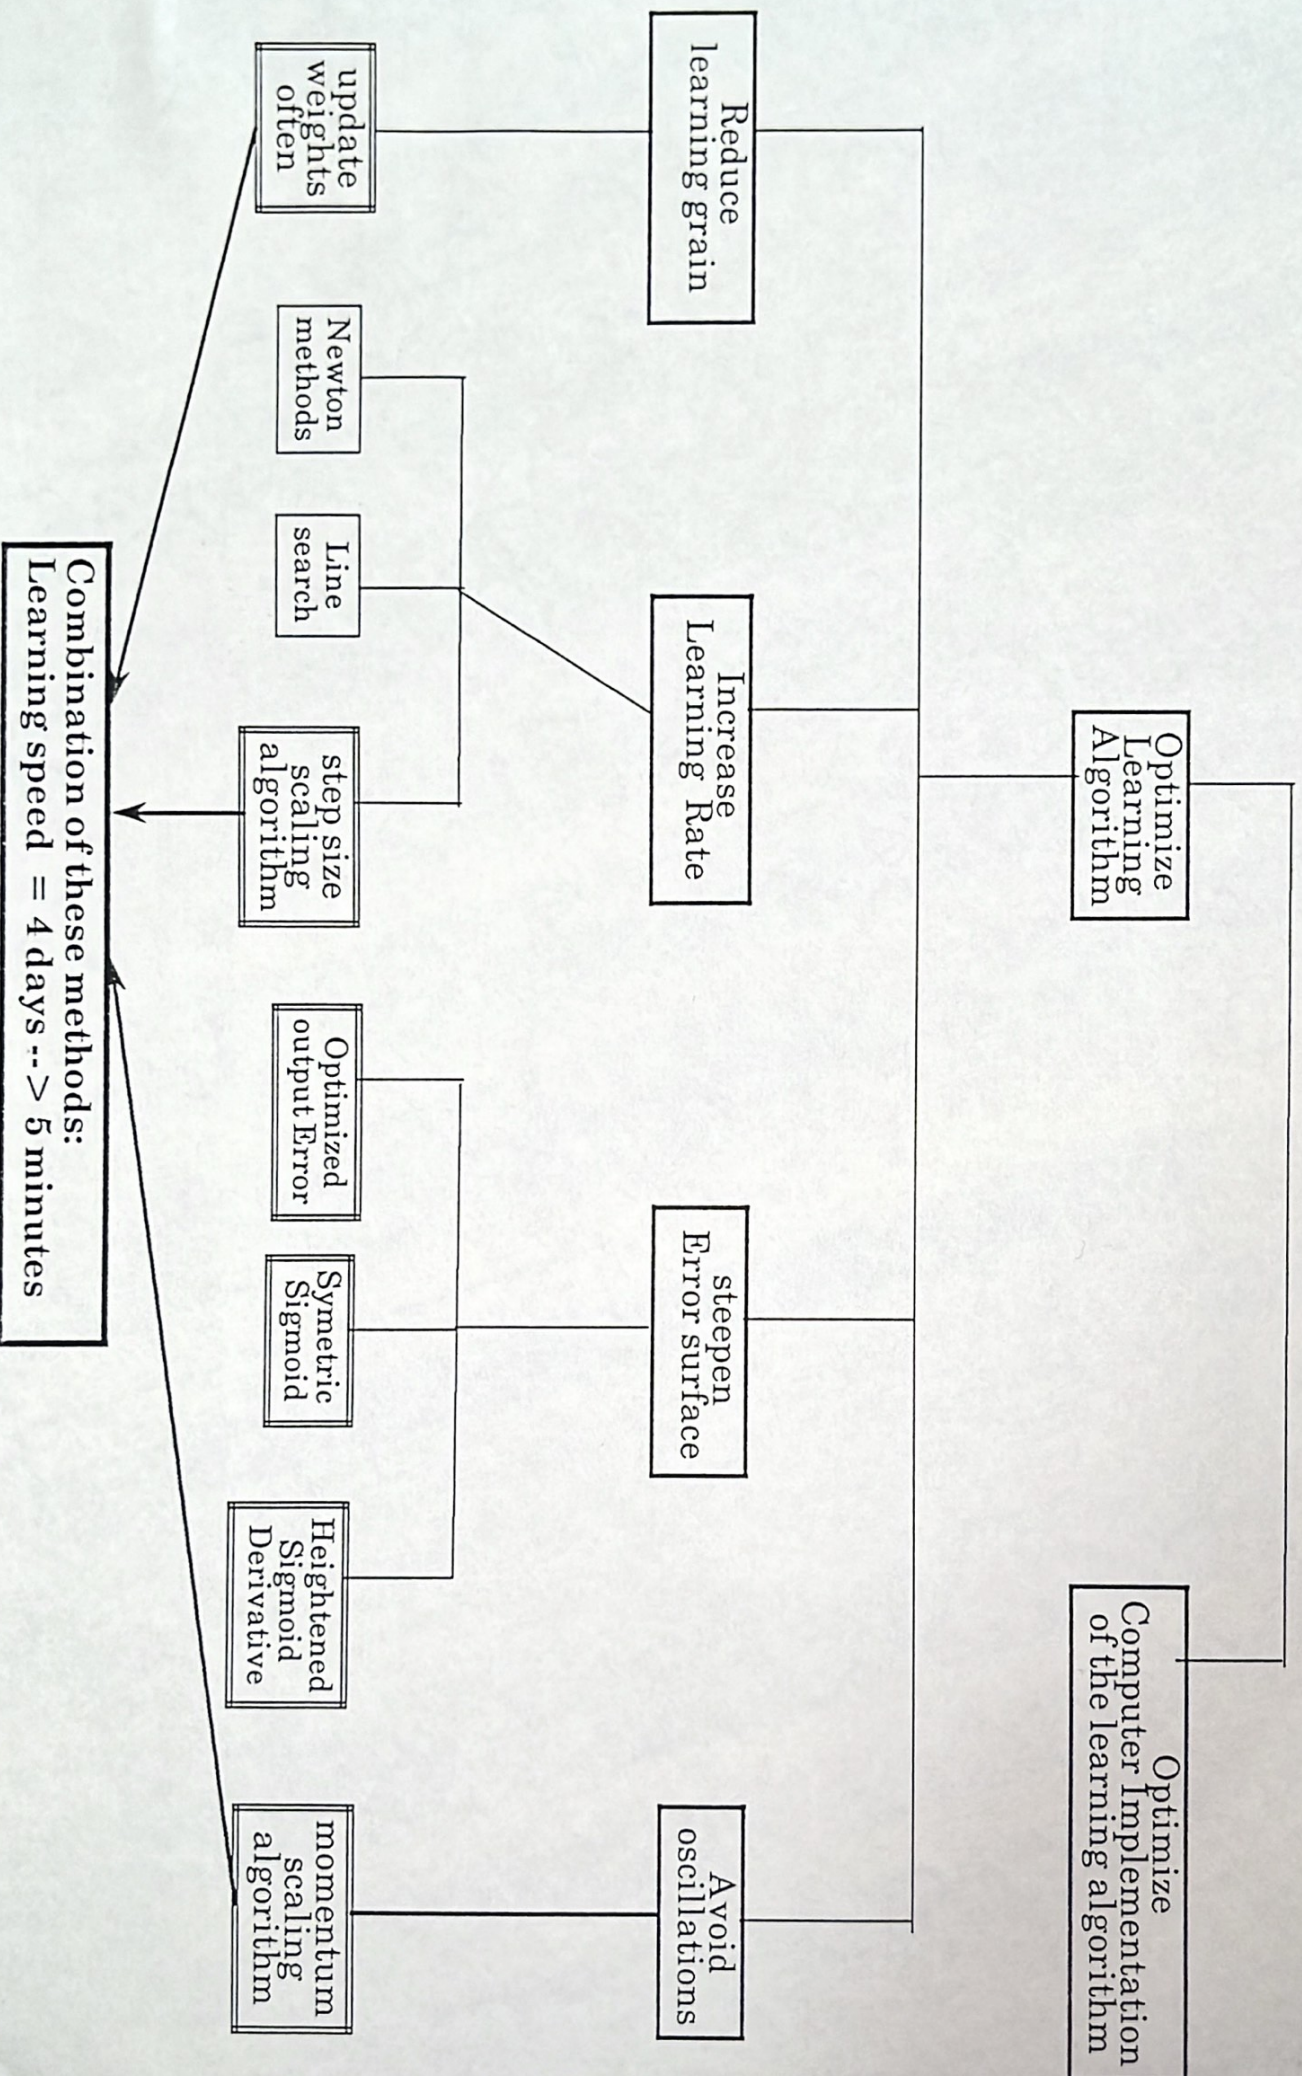 Optimize
Learning
Algorithm
Optimize
Computer Implementation
of the learning algorithm
Reduce
learning grain
Increase
Learning Rate
steepen
Error surface
Avoid
oscillations
update
weights
often
Newton
methods
Line
search
step size
scaling
algorithm
Optimized
output Error
Symetric
Sigmoid
Heightened
Sigmoid
Derivative
momentum
scaling
algorithm
Combination of these methods:
Learning speed = 4 days --> 5 minutes